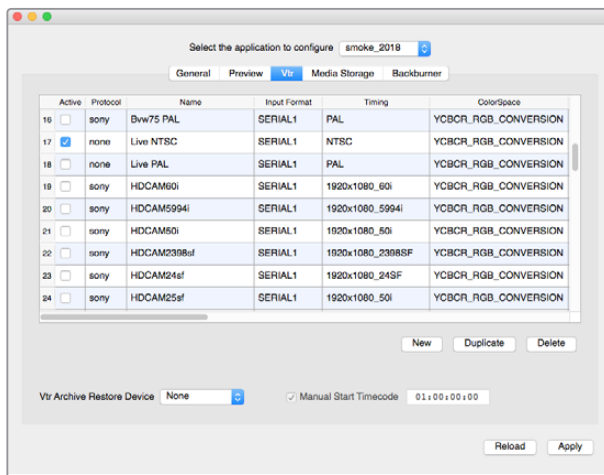 Select the application to configure smoke_2018
General Preview Vtr Media Storage Backburner
Active Protocol Name Input Format Timing ColorSpace
16 sony Bvw75 PAL SERIAL1 PAL YCBCR_RGB_CONVERSION
17 none Live NTSC SERIAL1 NTSC YCBCR_RGB_CONVERSION
18 none Live PAL SERIAL1 PAL YCBCR_RGB_CONVERSION
19 sony HDCAM60i SERIAL1 1920x1080_60i YCBCR_RGB_CONVERSION
20 sony HDCAM5994i SERIAL1 1920x1080_5994i YCBCR_RGB_CONVERSION
21 sony HDCAM50i SERIAL1 1920x1080_50i YCBCR_RGB_CONVERSION
22 sony HDCAM2398sf SERIAL1 1920x1080_2398SF YCBCR_RGB_CONVERSION
23 sony HDCAM24sf SERIAL1 1920x1080_24SF YCBCR_RGB_CONVERSION
24 sony HDCAM25sf SERIAL1 1920x1080_50i YCBCR_RGB_CONVERSION
New Duplicate Delete
Vtr Archive Restore Device None Manual Start Timecode 01:00:00:00
Reload Apply